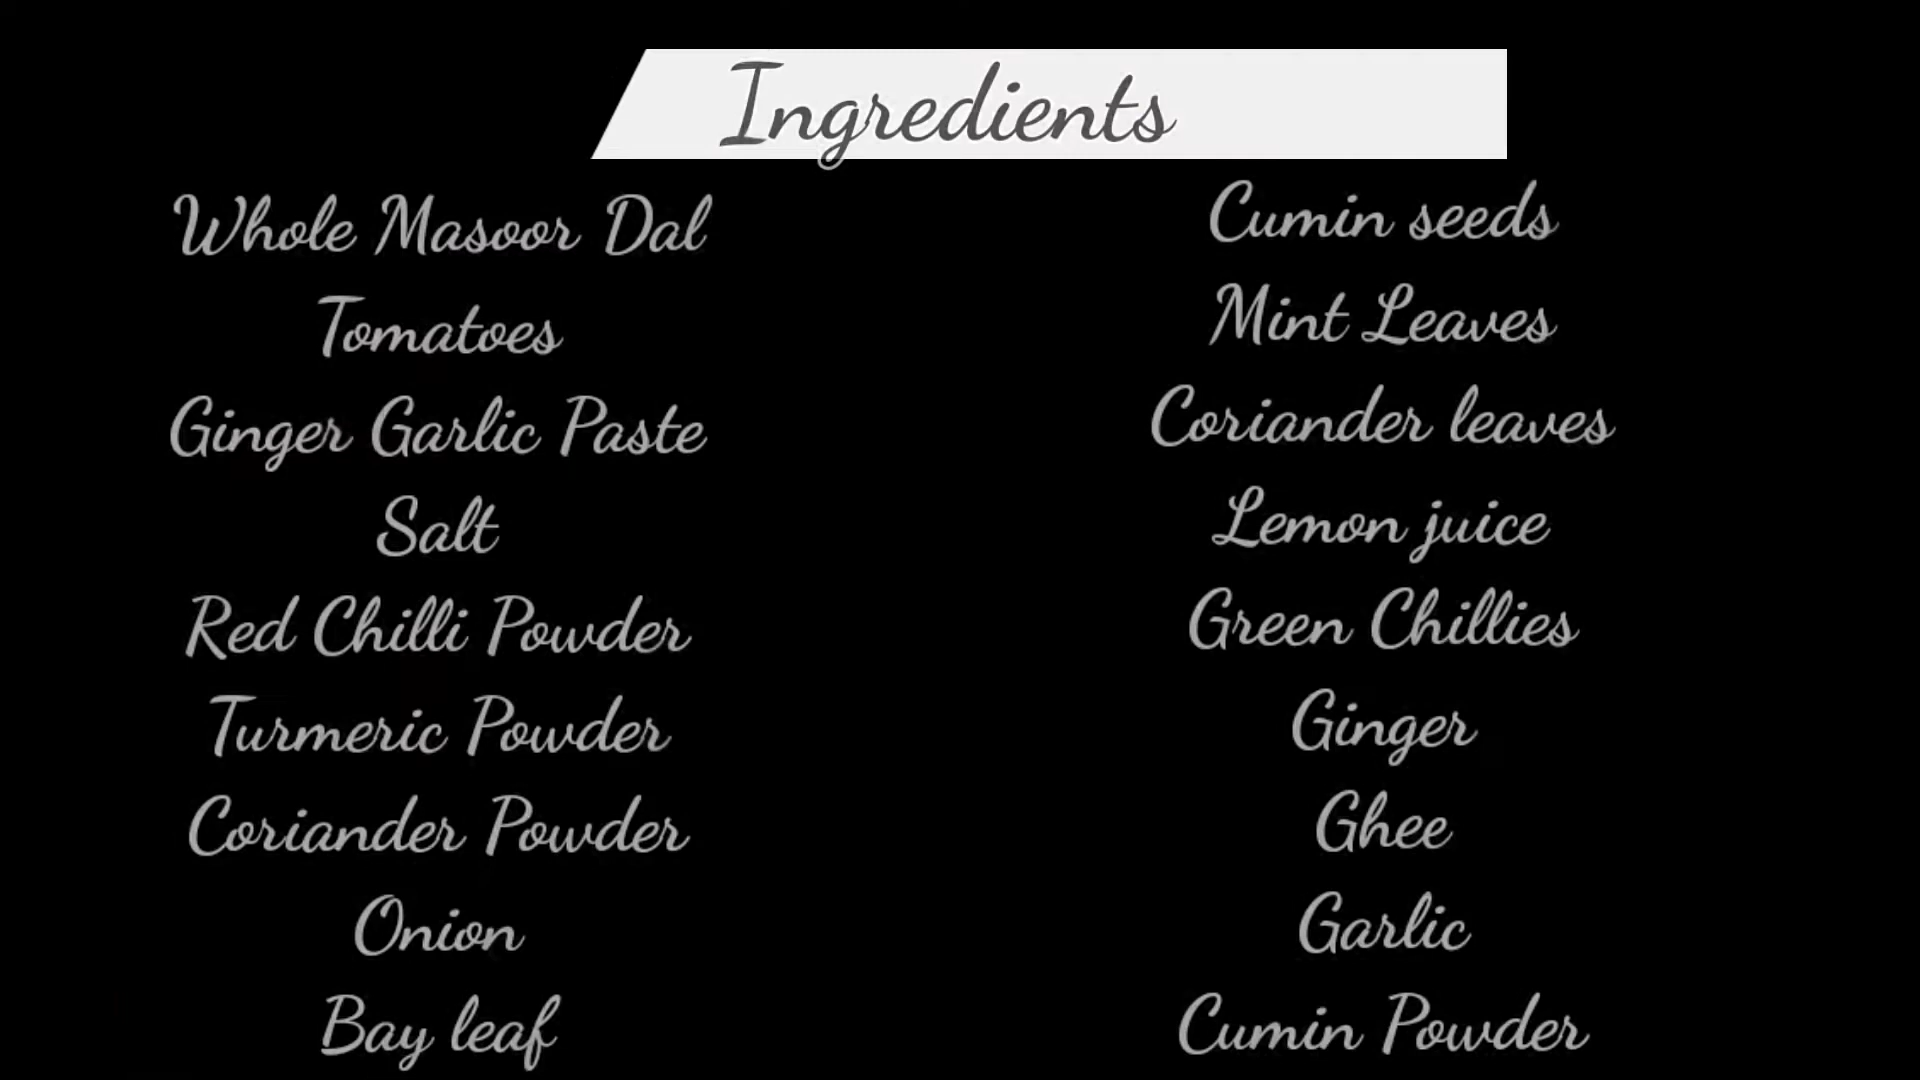 Ingredients
Whole Masoor Dal
Tomatoes
Ginger Garlic Paste
Salt
Red Chilli Powder
Turmeric Powder
Coriander Powder
Onion
Bay leaf
Cumin seeds
Mint Leaves
Coriander leaves
Lemon juice
Green Chillies
Ginger
Ghee
Garlic
Cumin Powder